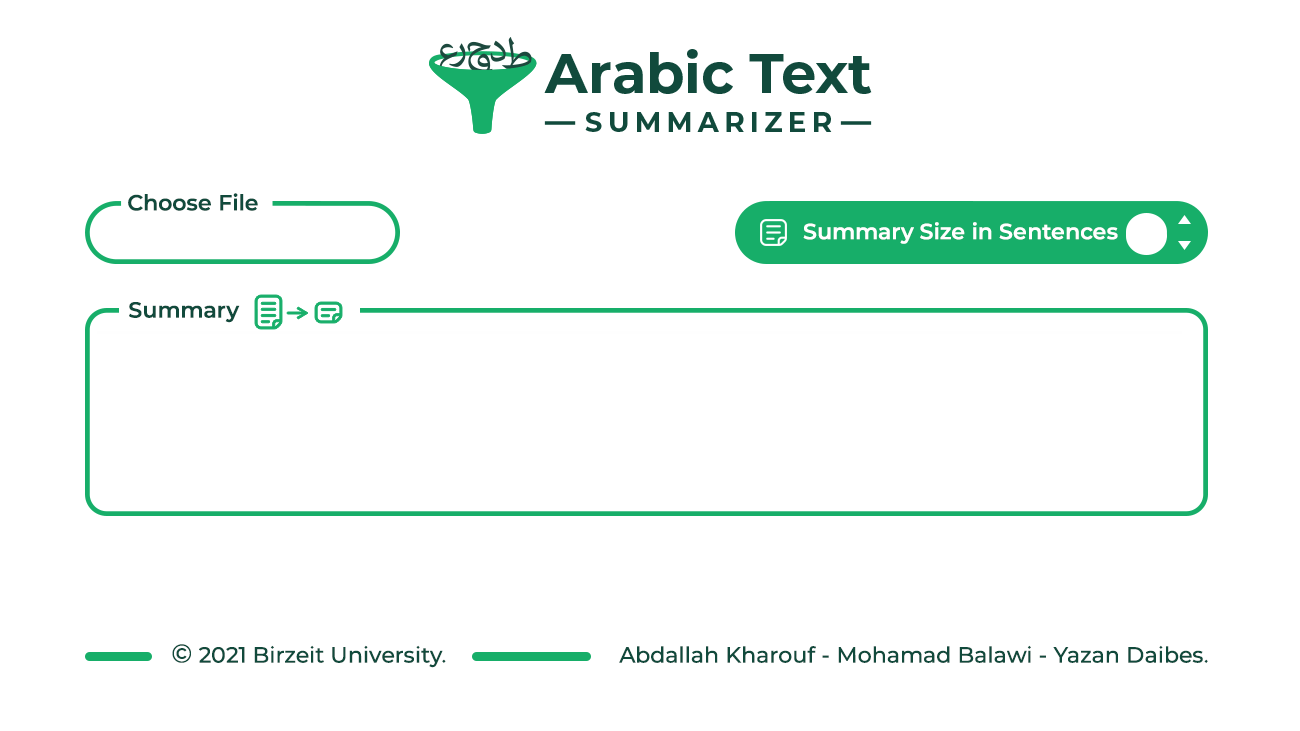 Arabic Text
SUMMARIZER
Choose File
Summary Size in Sentences
Summary
© 2021 Birzeit University.
Abdallah Kharouf - Mohamad Balawi - Yazan Daibes.